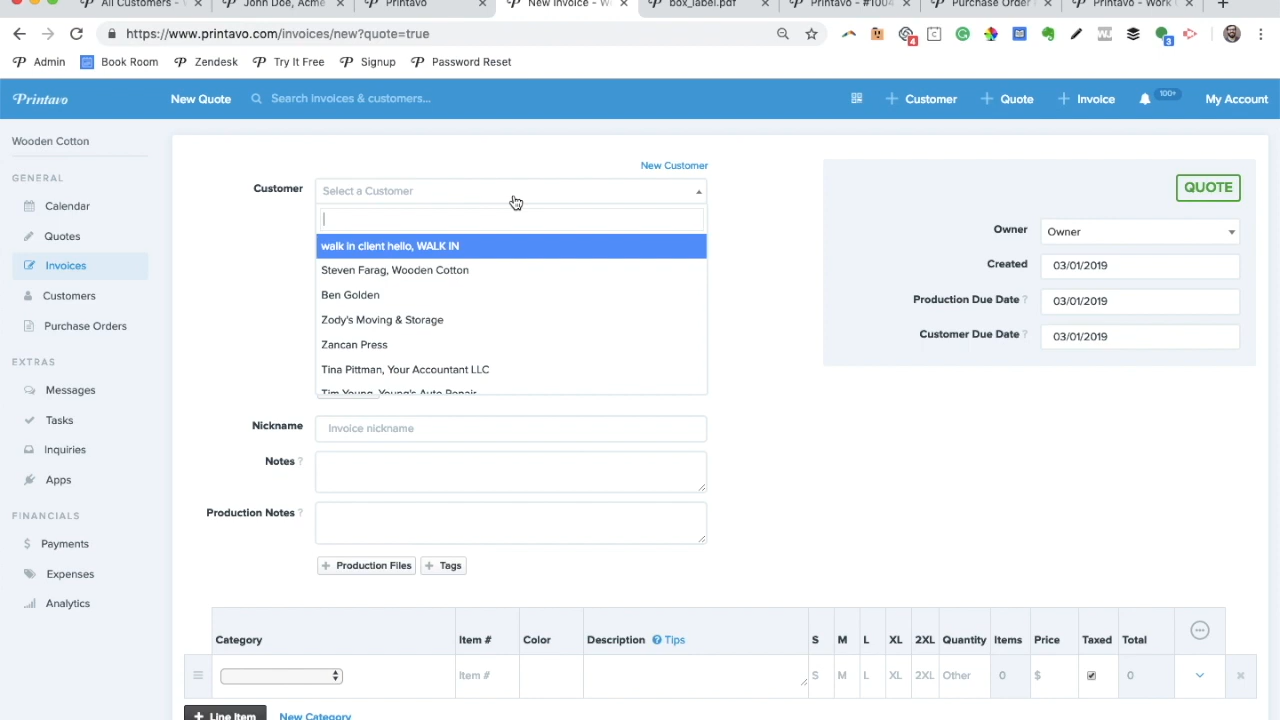 All Customers - W
John Doe, Acme
Printavo
New Invoice - W
box_label.pdf
Printavo - #1004
Purchase Order
Printavo - Work O
https://www.printavo.com/invoices/new?quote=true
4
3
Admin
Book Room
Zendesk
Try It Free
Signup
Password Reset
Printavo
New Quote
Search invoices & customers...
Customer
Quote
Invoice
100+
My Account
Wooden Cotton
GENERAL
Calendar
Quotes
Invoices
Customers
Purchase Orders
EXTRAS
Messages
Tasks
Inquiries
Apps
FINANCIALS
Payments
Expenses
Analytics
New Customer
Customer
Select a Customer
walk in client hello, WALK IN
Steven Farag, Wooden Cotton
Ben Golden
Zody's Moving & Storage
Zancan Press
Tina Pittman, Your Accountant LLC
Tim Young, Young's Auto Repair
Nickname
Invoice nickname
Notes ?
Production Notes ?
+ Production Files
+ Tags
QUOTE
Owner
Owner
Created
03/01/2019
Production Due Date ?
03/01/2019
Customer Due Date ?
03/01/2019
Category Item # Color Description ? Tips S M L XL 2XL Quantity Items Price Taxed Total
Item # S M L XL 2XL Other 0 $ 0
+ Line Item
New Category